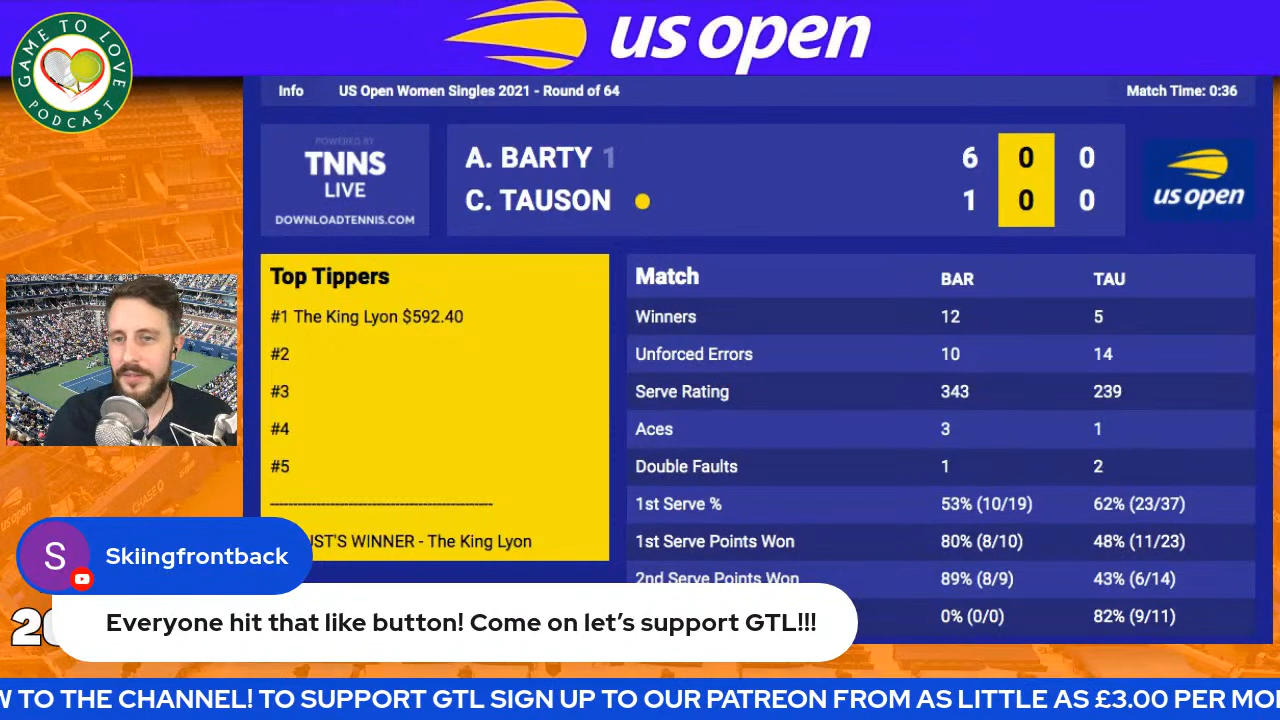 GAME TO LOVE
PODCAST
us open
Info US Open Women Singles 2021 - Round of 64 Match Time: 0:36
POWERED BY
TNNS
LIVE
DOWNLOADTENNIS.COM
A. BARTY 1 6 0 0
C. TAUSON 1 0 0
us open
Top Tippers
#1 The King Lyon $592.40
#2
#3
#4
#5
---------------------------------------------
UST'S WINNER - The King Lyon
Match BAR TAU
Winners 12 5
Unforced Errors 10 14
Serve Rating 343 239
Aces 3 1
Double Faults 1 2
1st Serve % 53% (10/19) 62% (23/37)
1st Serve Points Won 80% (8/10) 48% (11/23)
2nd Serve Points Won 89% (8/9) 43% (6/14)
0% (0/0) 82% (9/11)
S Skiingfrontback
Everyone hit that like button! Come on let's support GTL!!!
W TO THE CHANNEL! TO SUPPORT GTL SIGN UP TO OUR PATREON FROM AS LITTLE AS £3.00 PER MO